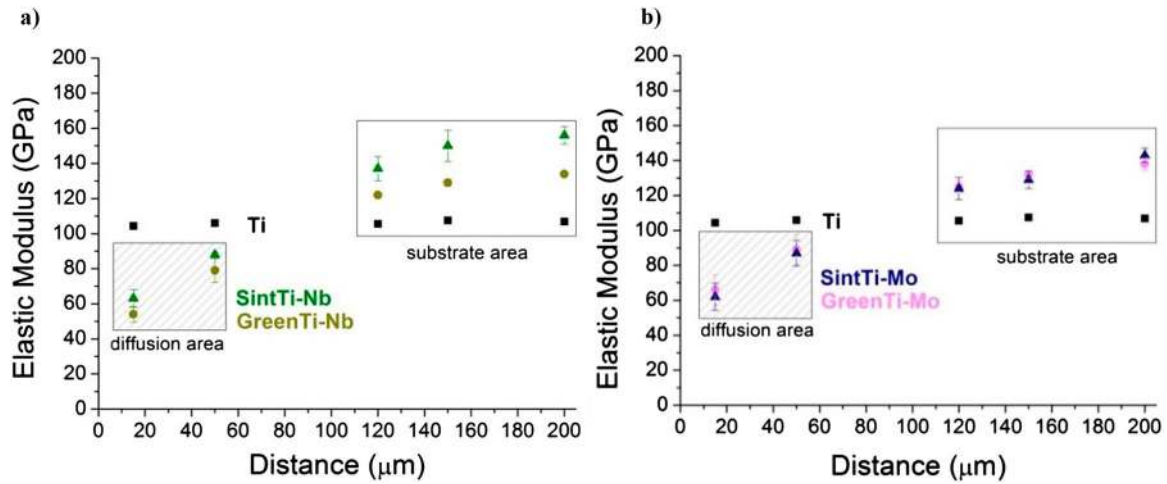 a)
200
180
160
140
120
100
80
60
40
20
0
Elastic Modulus (GPa)
Ti
SintTi-Nb
GreenTi-Nb
diffusion area
substrate area
0 20 40 60 80 100 120 140 160 180 200
Distance (µm)
b)
200
180
160
140
120
100
80
60
40
20
0
Elastic Modulus (GPa)
Ti
SintTi-Mo
GreenTi-Mo
diffusion area
substrate area
0 20 40 60 80 100 120 140 160 180 200
Distance (µm)